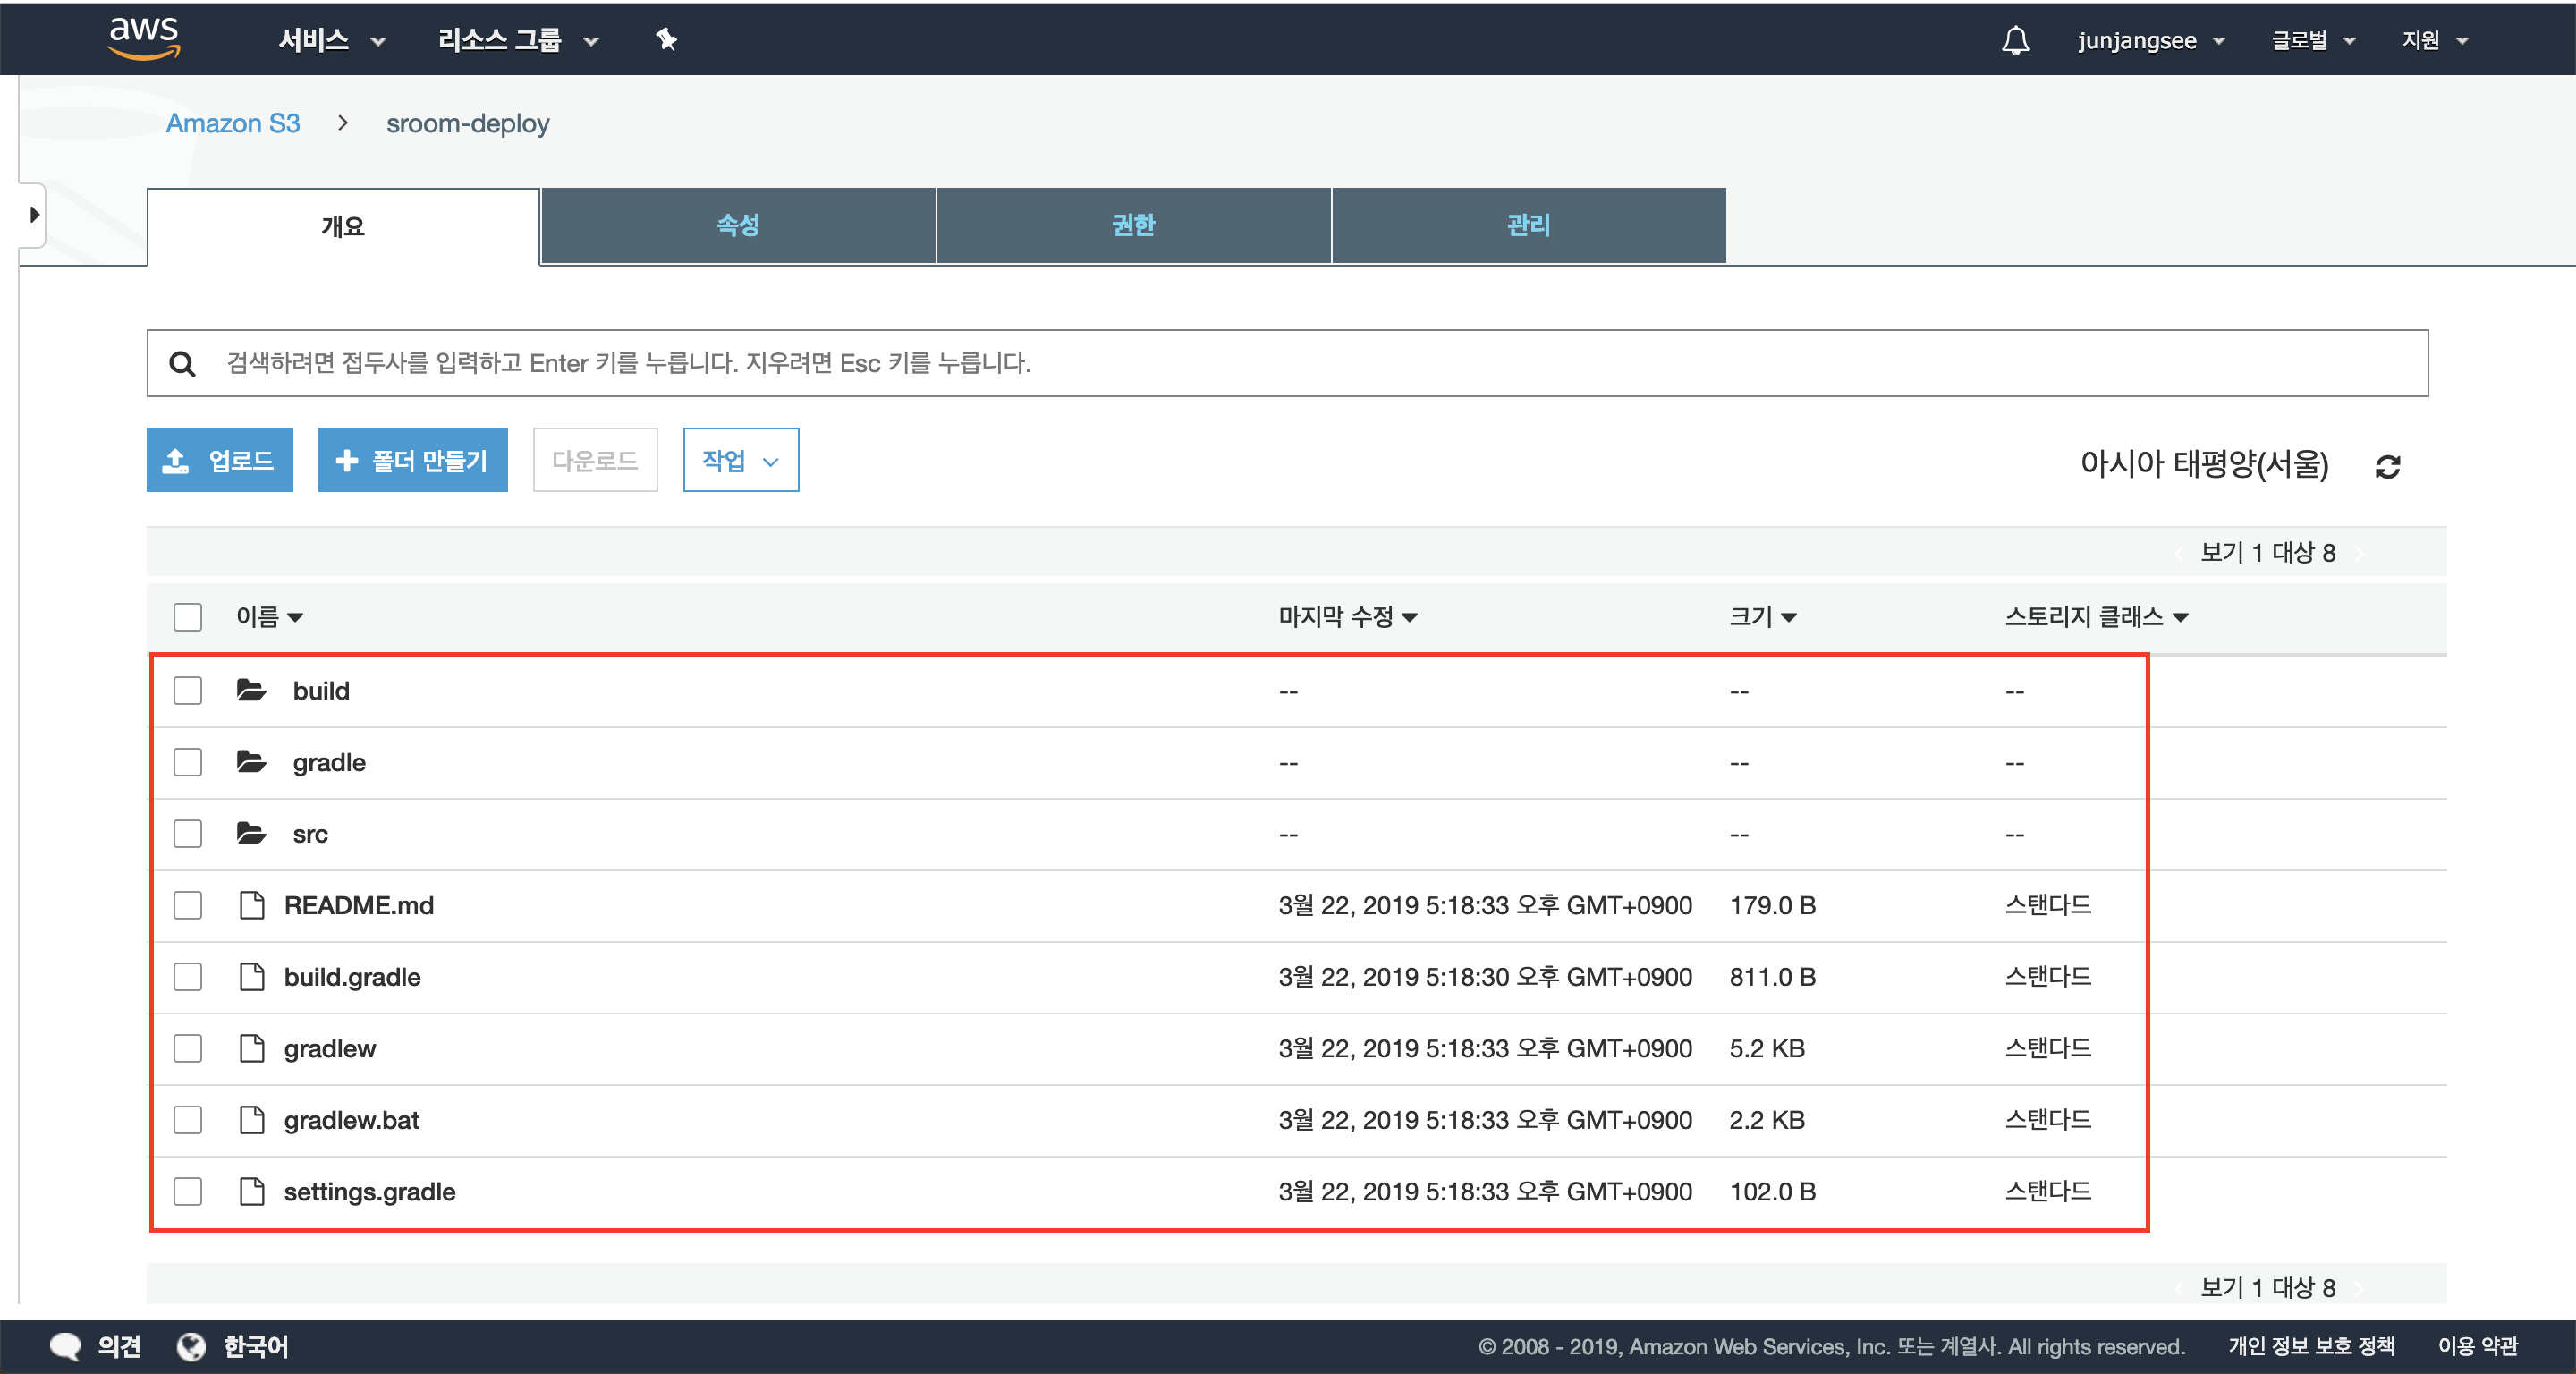 aws 서비스 리소스 그룹 junjangsee 글로벌 지원
Amazon S3 > sroom-deploy
개요 속성 권한 관리
검색하려면 접두사를 입력하고 Enter 키를 누릅니다. 지우려면 Esc 키를 누릅니다.
업로드 폴더 만들기 다운로드 작업 아시아 태평양(서울)
보기 1 대상 8
이름 마지막 수정 크기 스토리지 클래스
build -- -- --
gradle -- -- --
src -- -- --
README.md 3월 22, 2019 5:18:33 오후 GMT+0900 179.0 B 스탠다드
build.gradle 3월 22, 2019 5:18:30 오후 GMT+0900 811.0 B 스탠다드
gradlew 3월 22, 2019 5:18:33 오후 GMT+0900 5.2 KB 스탠다드
gradlew.bat 3월 22, 2019 5:18:33 오후 GMT+0900 2.2 KB 스탠다드
settings.gradle 3월 22, 2019 5:18:33 오후 GMT+0900 102.0 B 스탠다드
보기 1 대상 8
의견 한국어 © 2008 - 2019, Amazon Web Services, Inc. 또는 계열사. All rights reserved. 개인 정보 보호 정책 이용 약관